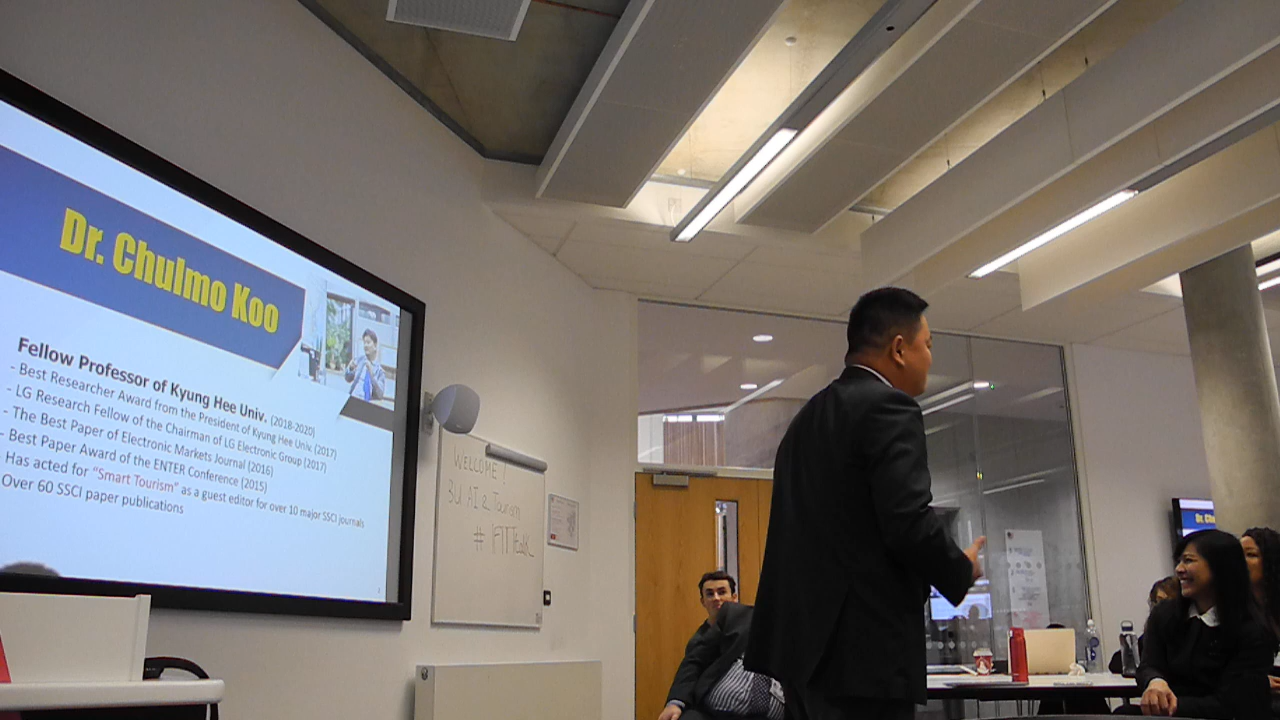 Dr. Chulmo Koo
Fellow Professor of Kyung Hee Univ. (2018-2020)
- Best Researcher Award from the President of Kyung Hee Univ. (2017)
- LG Research Fellow of the Chairman of LG Electronic Group (2017)
- The Best Paper of Electronic Markets Journal (2016)
- Best Paper Award of the ENTER Conference (2015)
- Has acted for "Smart Tourism" as a guest editor for over 10 major SSCI journals
Over 60 SSCI paper publications
WELCOME!
BU AI & Tourism
# IFITTtalk
Dr. Chu